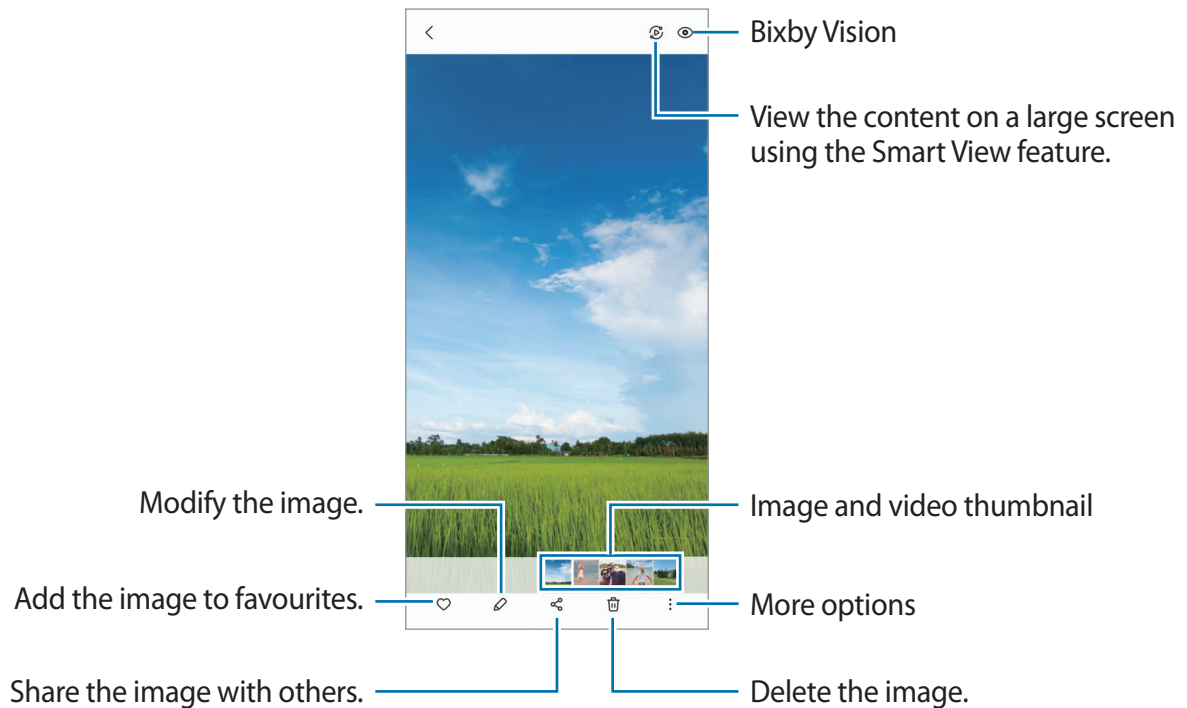 Bixby Vision
View the content on a large screen
using the Smart View feature.
Modify the image.
Image and video thumbnail
Add the image to favourites.
More options
Share the image with others.
Delete the image.